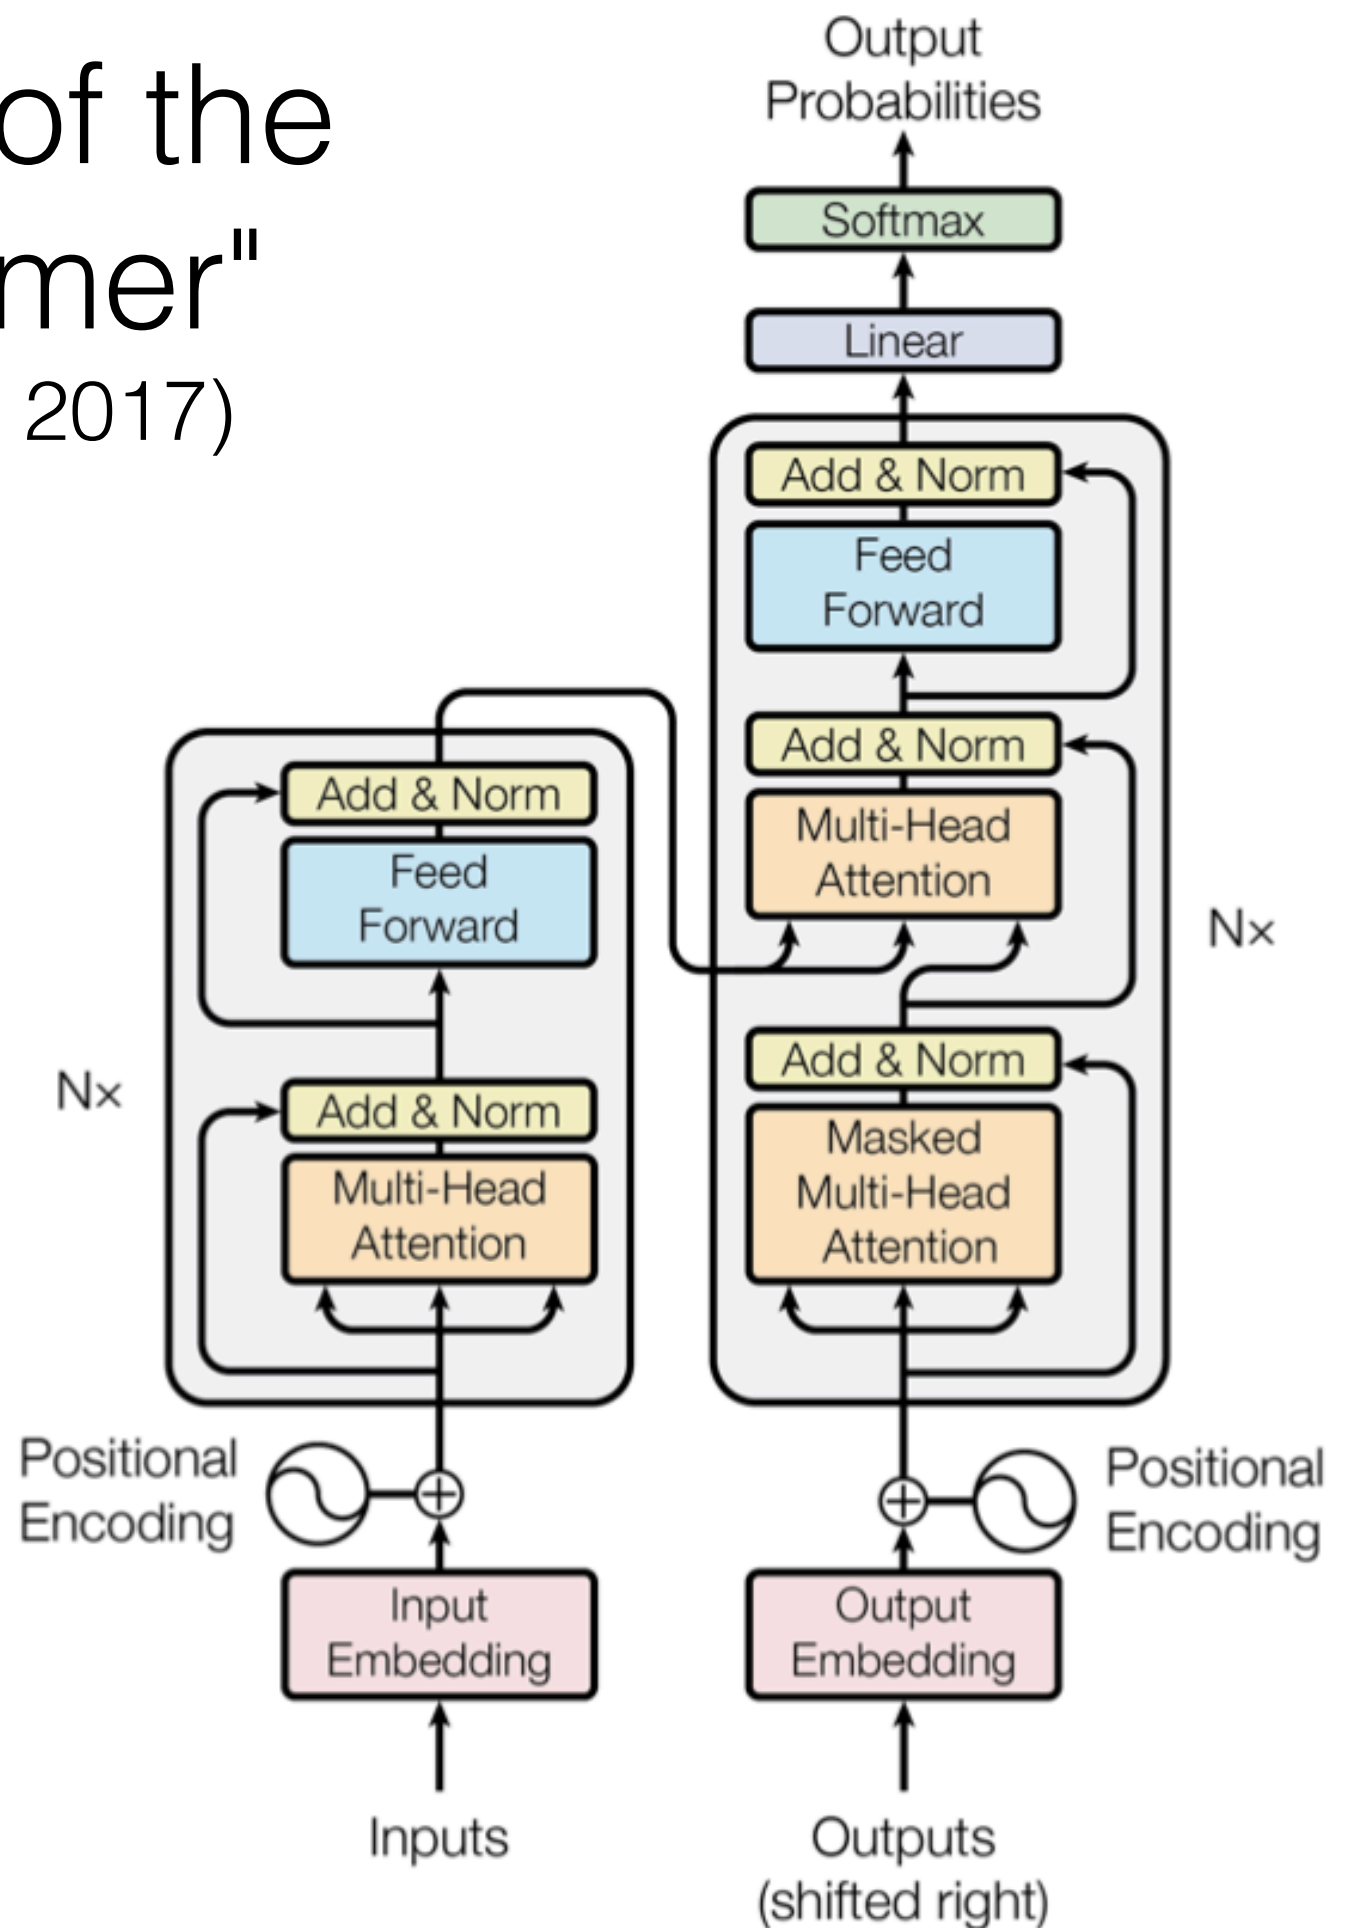 of the
mer"
2017)
Output
Probabilities
Softmax
Linear
Add & Norm
Feed
Forward
Add & Norm
Multi-Head
Attention
Add & Norm
Masked
Multi-Head
Attention
N×
Add & Norm
Feed
Forward
Add & Norm
Multi-Head
Attention
N×
Positional
Encoding
Positional
Encoding
Input
Embedding
Output
Embedding
Inputs
Outputs
(shifted right)